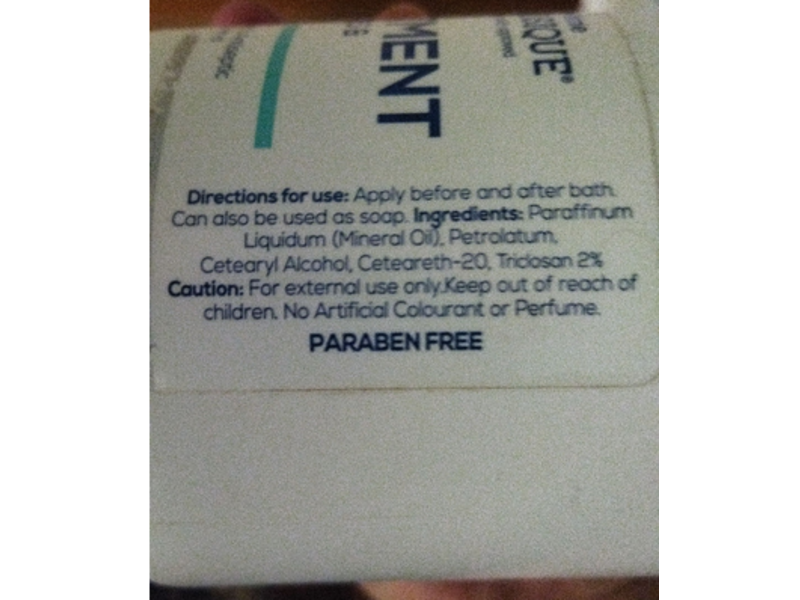 MENT
QUE®
Directions for use: Apply before and after bath.
Can also be used as soap. Ingredients: Paraffinum
Liquidum (Mineral Oil), Petrolatum,
Cetearyl Alcohol, Ceteareth-20, Triclosan 2%
Caution: For external use only.Keep out of reach of
children. No Artificial Colourant or Perfume.
PARABEN FREE